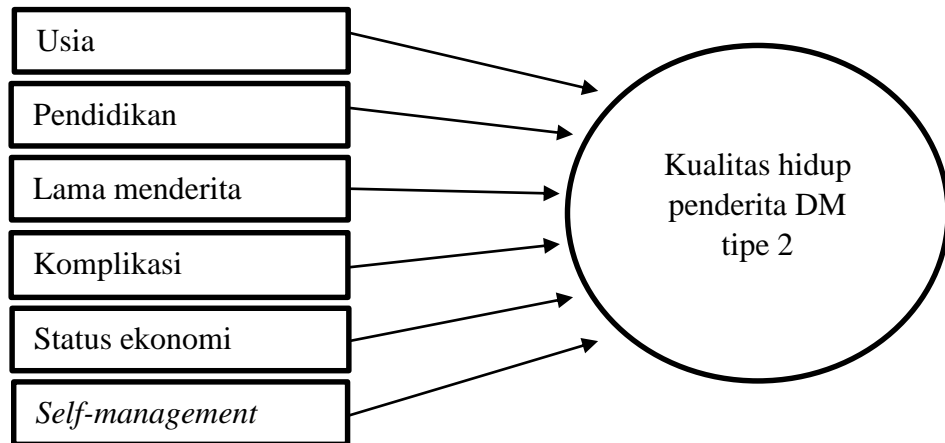 Usia
Pendidikan
Lama menderita
Komplikasi
Status ekonomi
Self-management
Kualitas hidup
penderita DM
tipe 2